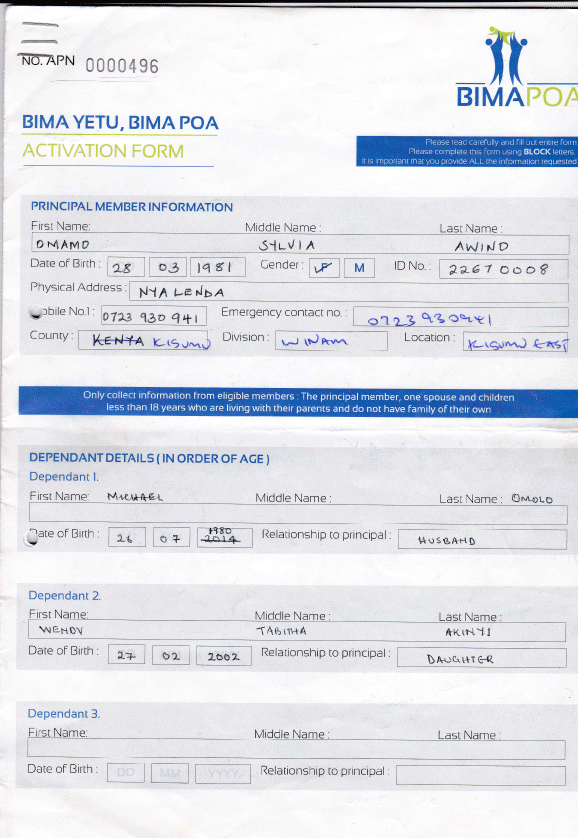 NO. APN 0000496
BIMAPOA
BIMA YETU, BIMA POA
ACTIVATION FORM
Please read carefully and fill out entire form
Please complete this form using BLOCK letters.
It is important that you provide ALL the information requested
PRINCIPAL MEMBER INFORMATION
First Name: Middle Name : Last Name :
OMAMO SYLVIA AWINO
Date of Birth : 28 03 1981 Gender : F M ID No. : 22670008
Physical Address : NYALENDA
Mobile No.1 : 0723 930 941 Emergency contact no. : 0723930941
County : KENYA KISUMU Division : WINAM Location : KISUMU EAST
Only collect information from eligible members : The principal member, one spouse and children
less than 18 years who are living with their parents and do not have family of their own
DEPENDANT DETAILS ( IN ORDER OF AGE )
Dependant 1.
First Name: MICHAEL Middle Name : Last Name : OMOLO
Date of Birth : 26 07 1980 2014 Relationship to principal : HUSBAND
Dependant 2.
First Name: Middle Name : Last Name :
WENDY TABITHA AKINYI
Date of Birth : 27 02 2002 Relationship to principal : DAUGHTER
Dependant 3.
First Name: Middle Name : Last Name :
Date of Birth : DD MM YYYY Relationship to principal :